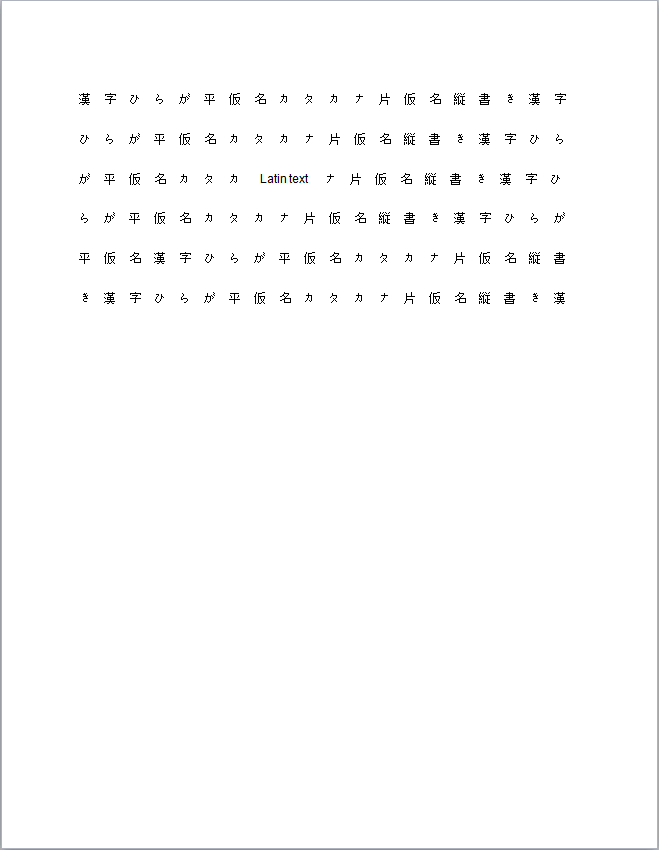 漢字ひらが平仮名カタカナ片仮名縦書き漢字
ひらが平仮名カタカナ片仮名縦書き漢字ひら
が平仮名カタカ Latin text ナ片仮名縦書き漢字ひ
らが平仮名カタカナ片仮名縦書き漢字ひらが
平仮名漢字ひらが平仮名カタカナ片仮名縦書
き漢字ひらが平仮名カタカナ片仮名縦書き漢